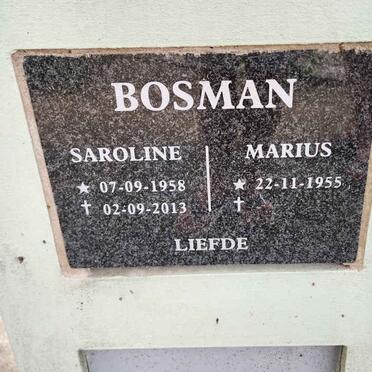 BOSMAN
SAROLINE
★ 07-09-1958
✝ 02-09-2013
MARIUS
★ 22-11-1955
✝
LIEFDE